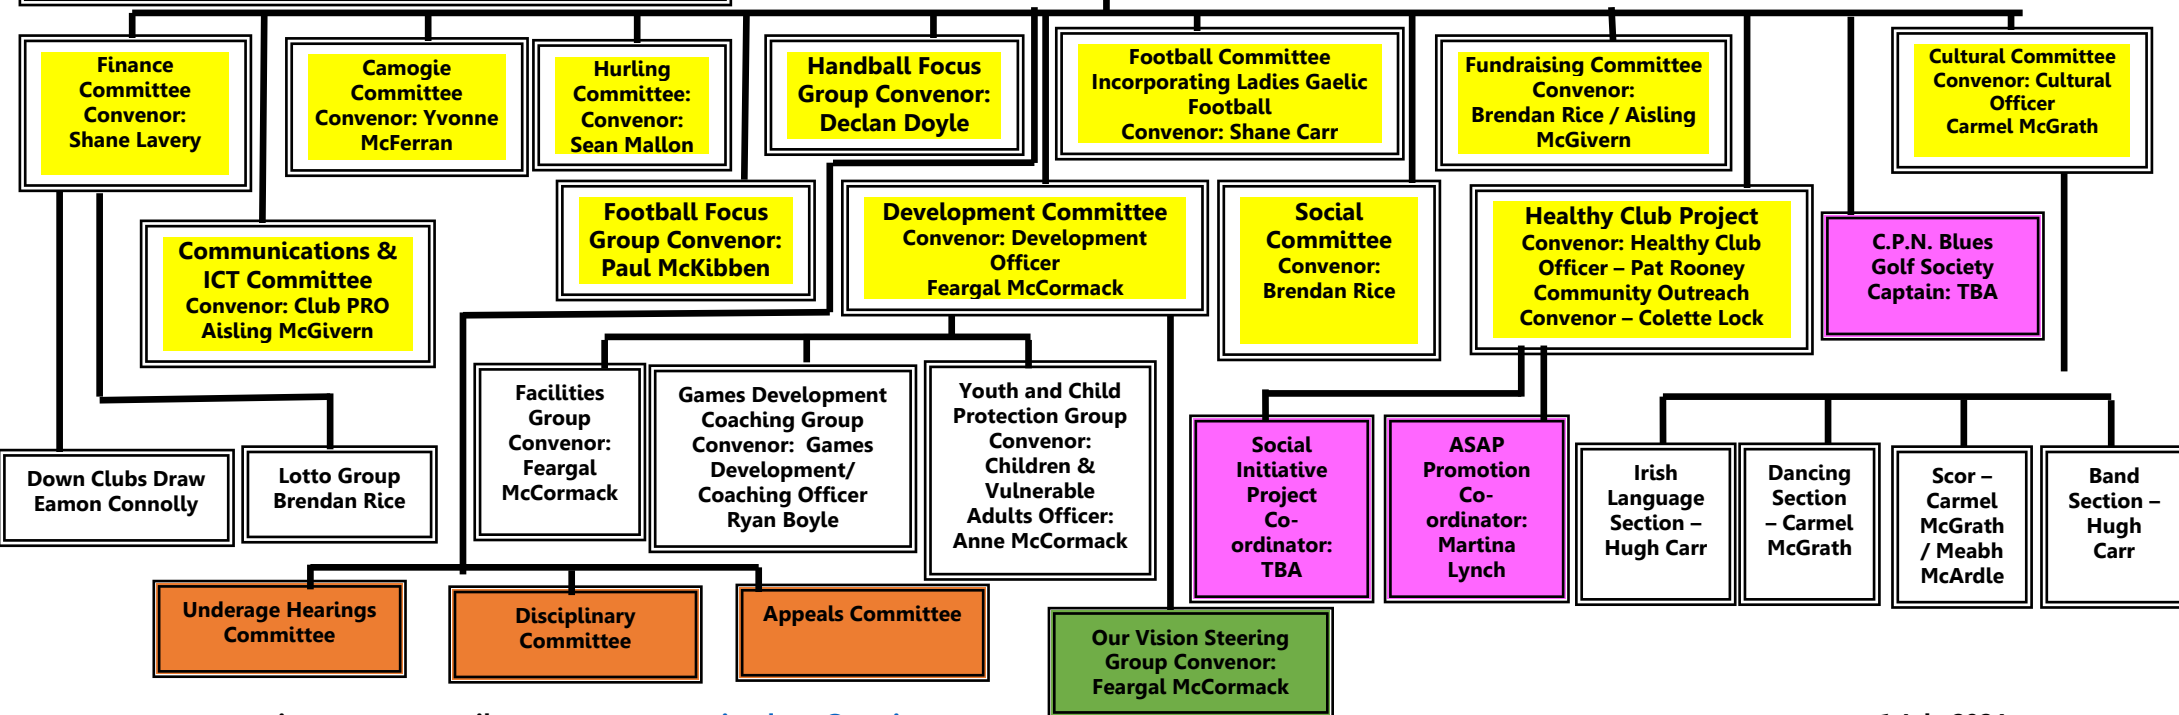 Finance
Committee
Convenor:
Shane Lavery
Camogie
Committee
Convenor: Yvonne
McFerran
Hurling
Committee:
Convenor:
Sean Mallon
Handball Focus
Group Convenor:
Declan Doyle
Football Committee
Incorporating Ladies Gaelic
Football
Convenor: Shane Carr
Fundraising Committee
Convenor:
Brendan Rice / Aisling
McGivern
Cultural Committee
Convenor: Cultural
Officer
Carmel McGrath
Communications &
ICT Committee
Convenor: Club PRO
Aisling McGivern
Football Focus
Group Convenor:
Paul McKibben
Development Committee
Convenor: Development
Officer
Feargal McCormack
Social
Committee
Convenor:
Brendan Rice
Healthy Club Project
Convenor: Healthy Club
Officer – Pat Rooney
Community Outreach
Convenor – Colette Lock
C.P.N. Blues
Golf Society
Captain: TBA
Down Clubs Draw
Eamon Connolly
Lotto Group
Brendan Rice
Facilities
Group
Convenor:
Feargal
McCormack
Games Development
Coaching Group
Convenor: Games
Development/
Coaching Officer
Ryan Boyle
Youth and Child
Protection Group
Convenor:
Children &
Vulnerable
Adults Officer:
Anne McCormack
Social
Initiative
Project
Co-
ordinator:
TBA
ASAP
Promotion
Co-
ordinator:
Martina
Lynch
Irish
Language
Section –
Hugh Carr
Dancing
Section
– Carmel
McGrath
Scor –
Carmel
McGrath
/ Meabh
McArdle
Band
Section –
Hugh
Carr
Underage Hearings
Committee
Disciplinary
Committee
Appeals Committee
Our Vision Steering
Group Convenor:
Feargal McCormack